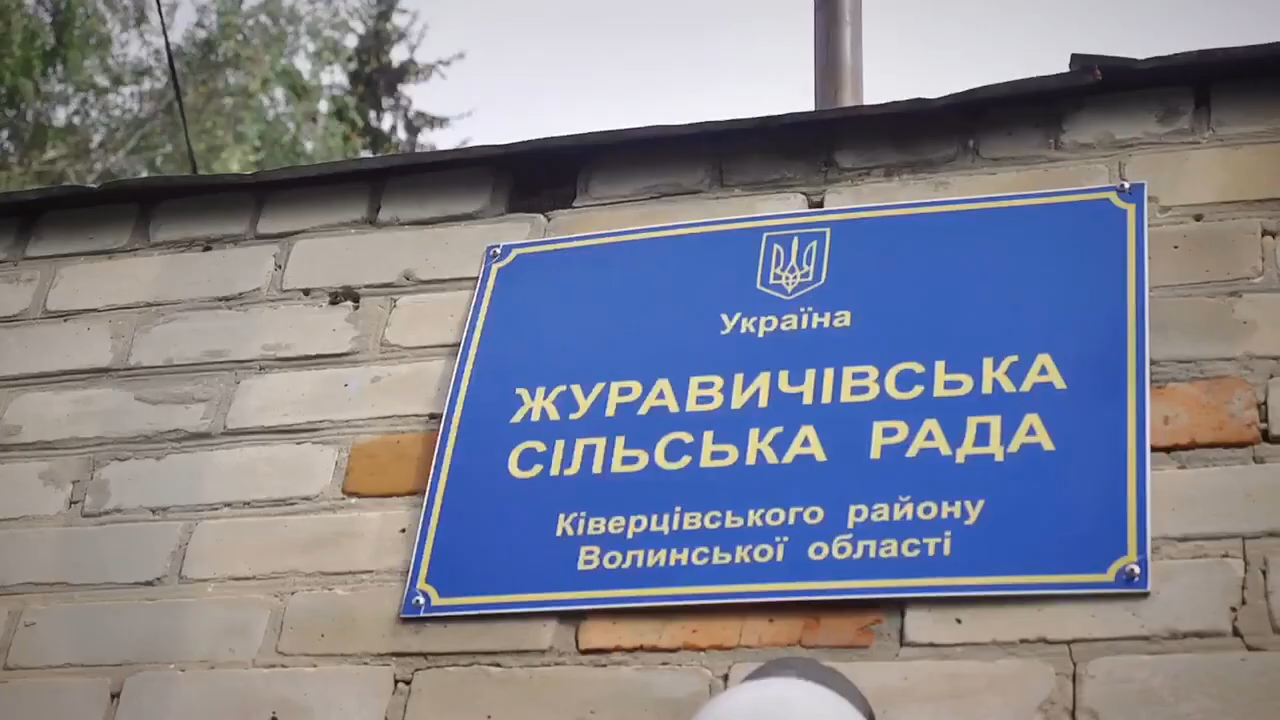 Україна
ЖУРАВИЧІВСЬКА
СІЛЬСЬКА РАДА
Ківерцівського району
Волинської області